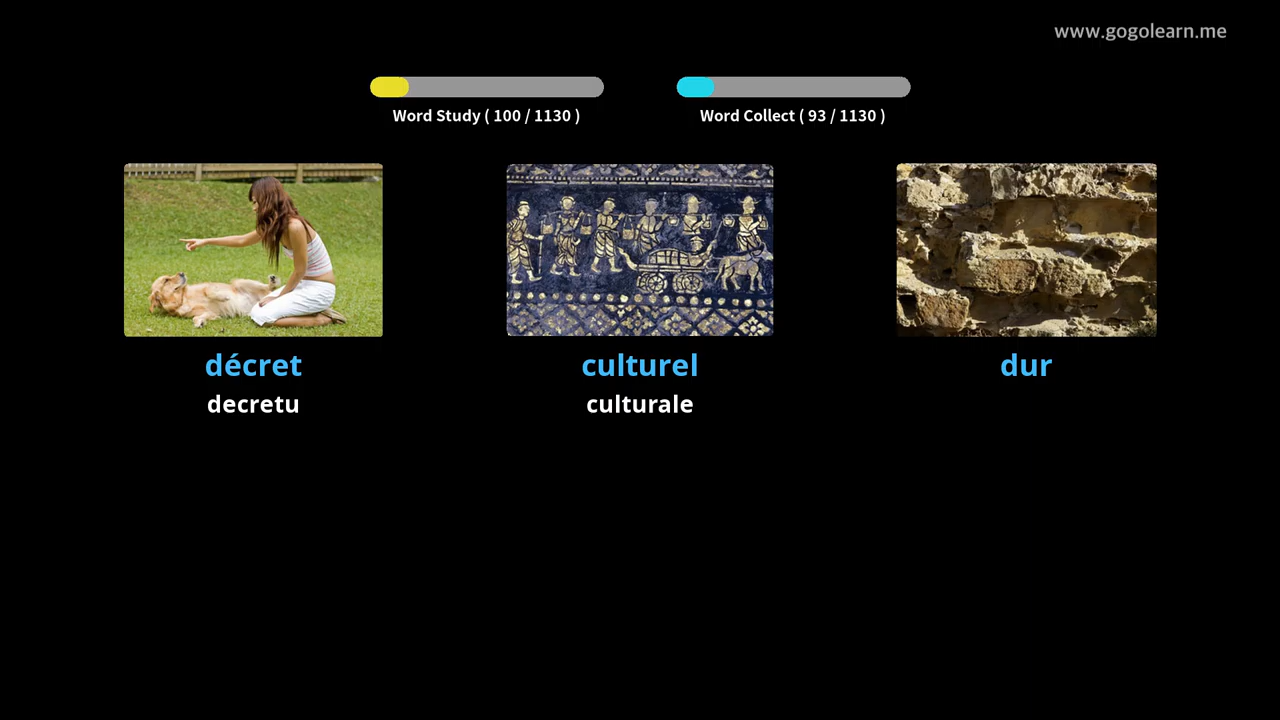 www.gogolearn.me
Word Study ( 100 / 1130 )
Word Collect ( 93 / 1130 )
décret
culturel
dur
decretu
culturale